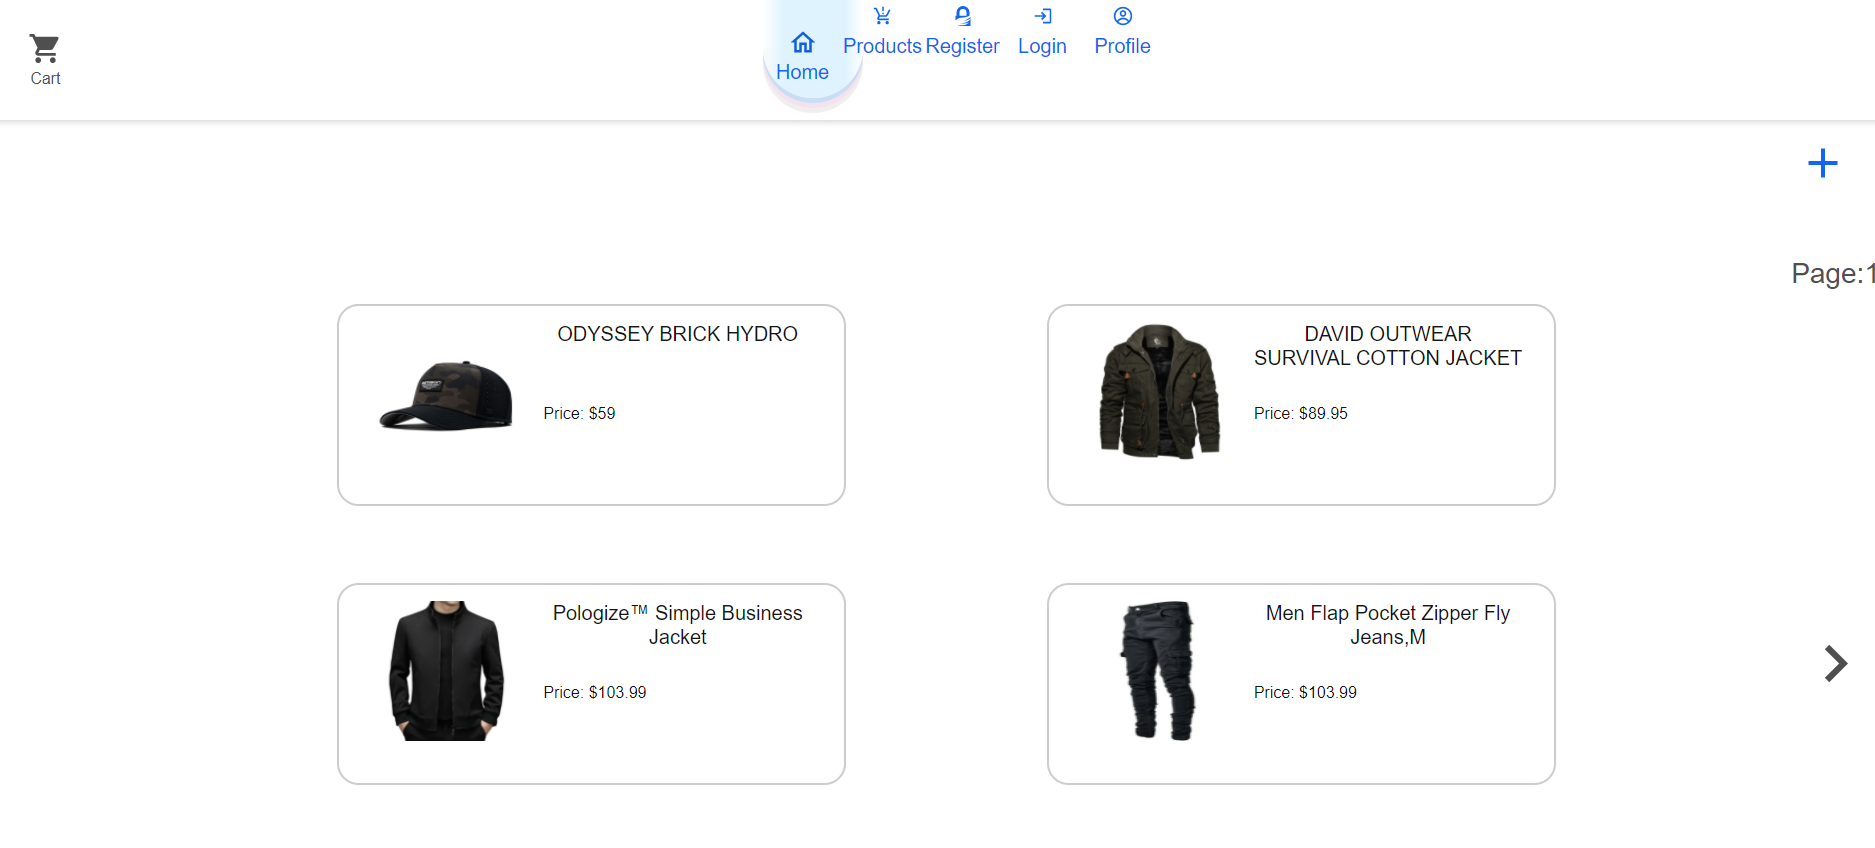 Cart
Home
Products
Register
Login
Profile
Page:1
ODYSSEY BRICK HYDRO
Price: $59
DAVID OUTWEAR
SURVIVAL COTTON JACKET
Price: $89.95
Pologize™ Simple Business
Jacket
Price: $103.99
Men Flap Pocket Zipper Fly
Jeans,M
Price: $103.99